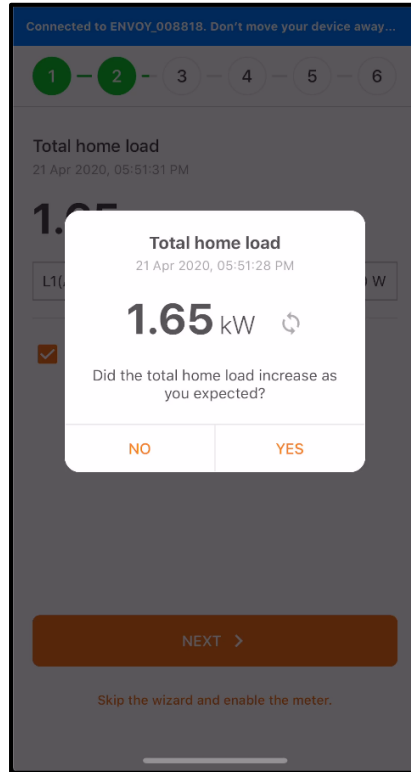 Connected to ENVOY_008818. Don't move your device away...
1 2 3 4 5 6
Total home load
21 Apr 2020, 05:51:31 PM
1.
L1( W
Total home load
21 Apr 2020, 05:51:28 PM
1.65 kW
Did the total home load increase as
you expected?
NO YES
NEXT >
Skip the wizard and enable the meter.